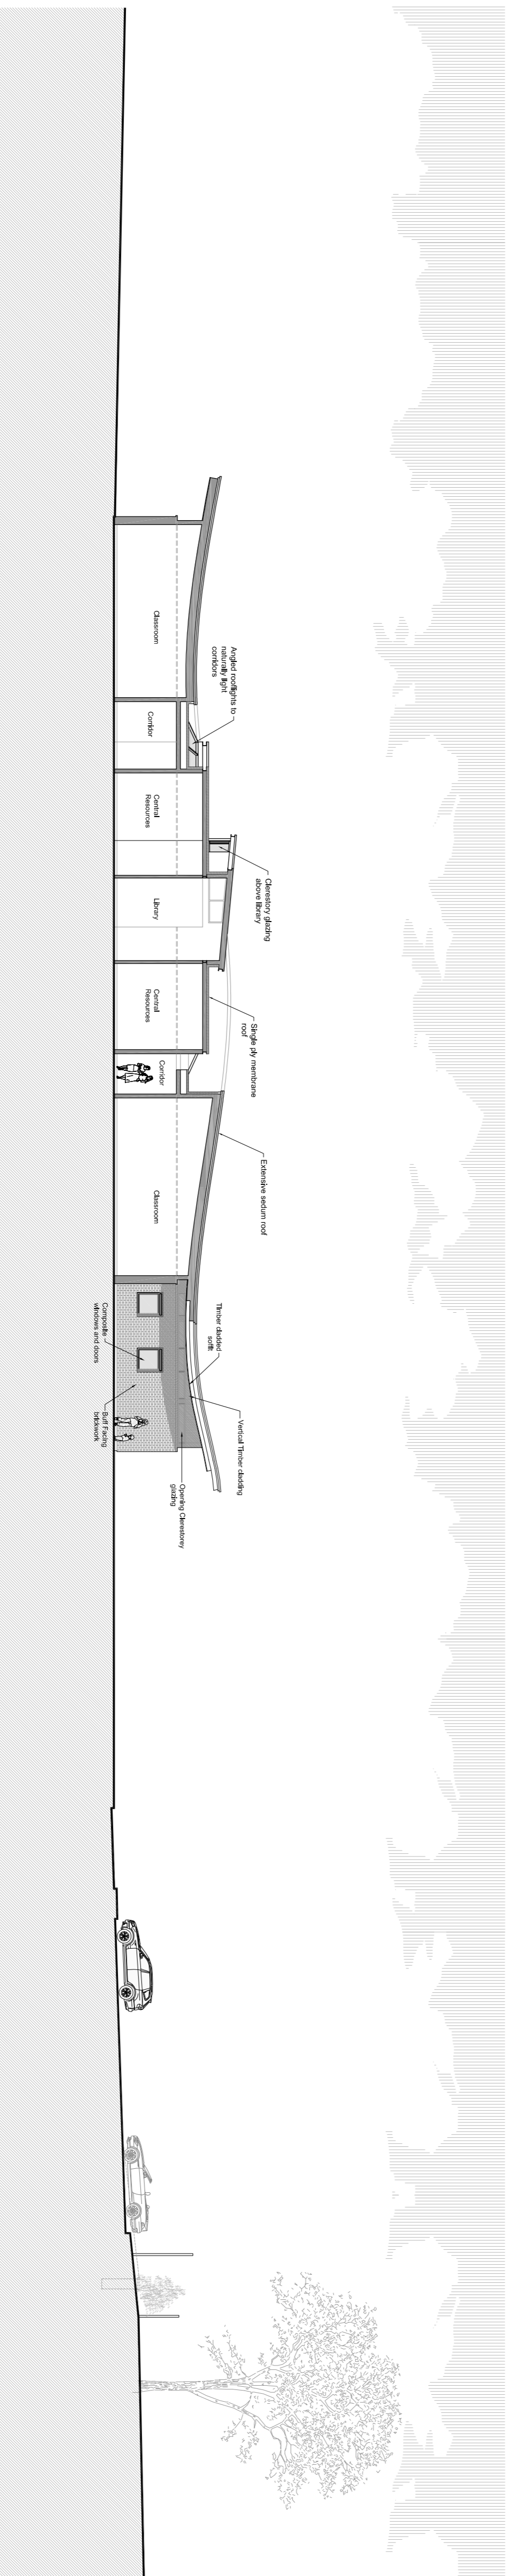 Angled rooflights to
naturally light
corridors
Clerestory glazing
above library
Single ply membrane
roof
Extensive sedum roof
Timber cladded
soffit
Vertical Timber cladding
Opening Clerestorey
glazing
Classroom
Corridor
Central
Resources
Library
Central
Resources
Corridor
Classroom
Composite
windows and doors
Buff Facing
brickwork